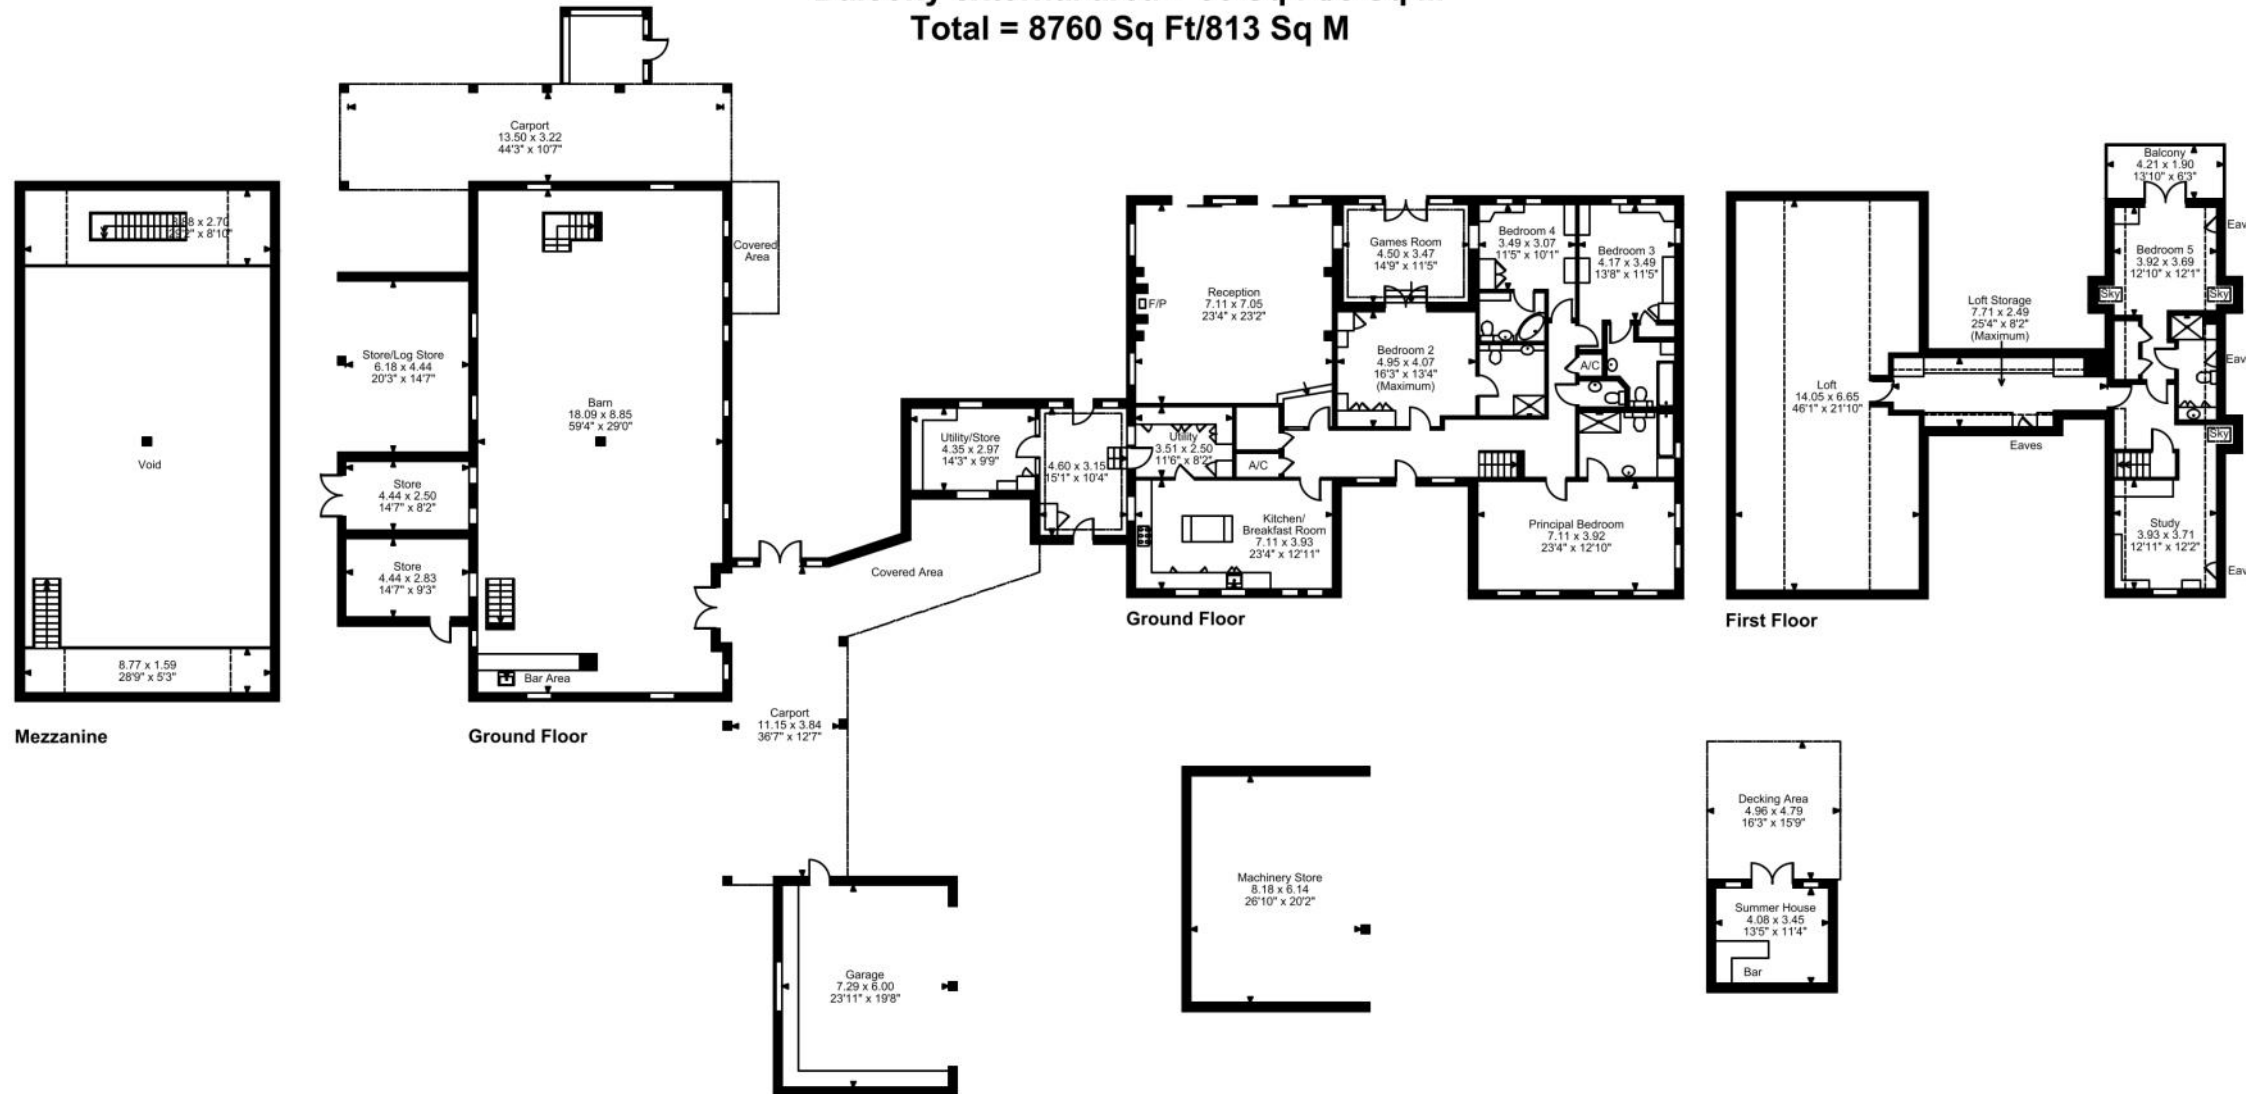 Total = 8760 Sq Ft/813 Sq M
Carport
13.50 x 3.22
44'3" x 10'7"
Balcony
4.21 x 1.90
13'10" x 6'3"
x 2.70
x 8'10"
Covered
Area
Games Room
4.50 x 3.47
14'9" x 11'5"
Bedroom 4
3.49 x 3.07
11'5" x 10'1"
Bedroom 3
4.17 x 3.49
13'8" x 11'5"
Bedroom 5
3.92 x 3.69
12'10" x 12'1"
Sky
Sky
Reception
7.11 x 7.05
23'4" x 23'2"
F/P
Loft Storage
7.71 x 2.49
25'4" x 8'2"
(Maximum)
Store/Log Store
6.18 x 4.44
20'3" x 14'7"
Bedroom 2
4.95 x 4.07
16'3" x 13'4"
(Maximum)
A/C
Loft
14.05 x 6.65
46'1" x 21'10"
Barn
18.09 x 8.85
59'4" x 29'0"
Void
Utility/Store
4.35 x 2.97
14'3" x 9'9"
4.60 x 3.15
15'1" x 10'4"
Utility
3.51 x 2.50
11'6" x 8'2"
A/C
Eaves
Sky
Store
4.44 x 2.50
14'7" x 8'2"
Kitchen/
Breakfast Room
7.11 x 3.93
23'4" x 12'11"
Principal Bedroom
7.11 x 3.92
23'4" x 12'10"
Study
3.93 x 3.71
12'11" x 12'2"
Store
4.44 x 2.83
14'7" x 9'3"
Covered Area
Ground Floor
First Floor
8.77 x 1.59
28'9" x 5'3"
Bar Area
Mezzanine
Ground Floor
Carport
11.15 x 3.84
36'7" x 12'7"
Decking Area
4.96 x 4.79
16'3" x 15'9"
Machinery Store
8.18 x 6.14
26'10" x 20'2"
Summer House
4.08 x 3.45
13'5" x 11'4"
Bar
Garage
7.29 x 6.00
23'11" x 19'8"